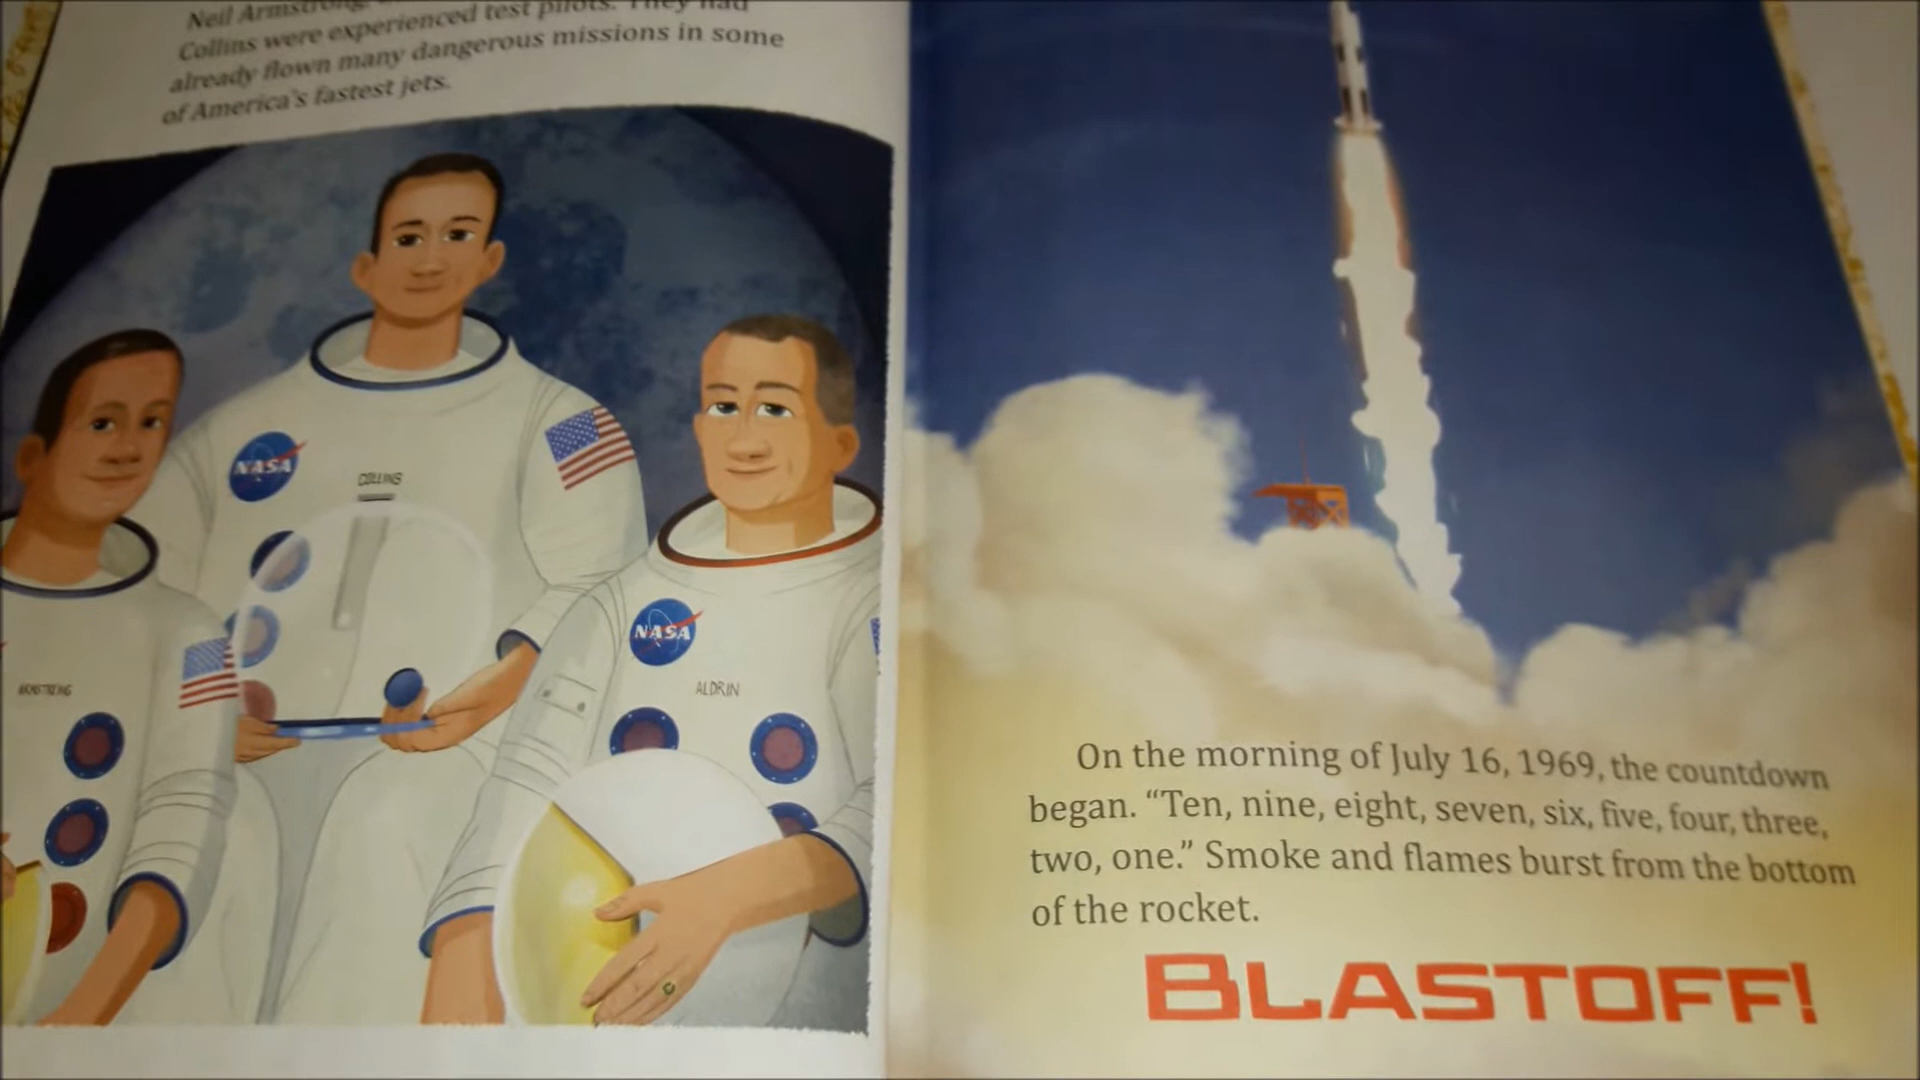 Neil Armstrong,
Collins were experienced test pilots. They had
already flown many dangerous missions in some
of America's fastest jets.
NASA
COLLINS
NASA
ALDRIN
ARMSTRONG
On the morning of July 16, 1969, the countdown
began. “Ten, nine, eight, seven, six, five, four, three,
two, one.” Smoke and flames burst from the bottom
of the rocket.
BLASTOFF!